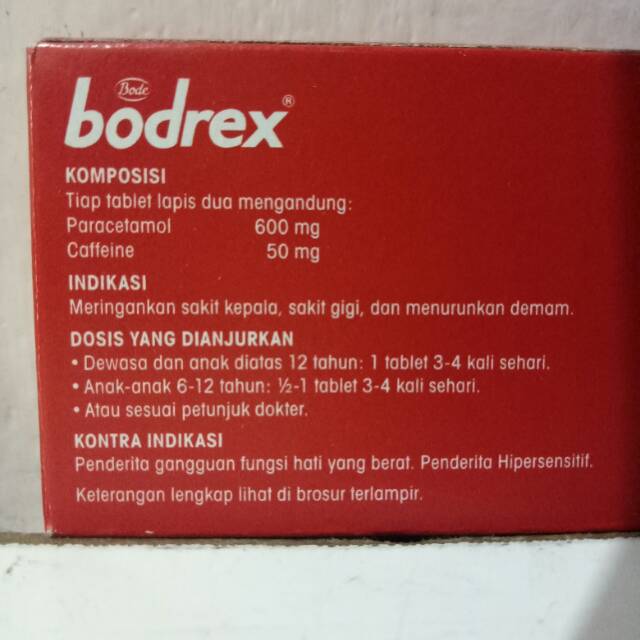 Bode
bodrex®
KOMPOSISI
Tiap tablet lapis dua mengandung:
Paracetamol 600 mg
Caffeine 50 mg
INDIKASI
Meringankan sakit kepala, sakit gigi, dan menurunkan demam.
DOSIS YANG DIANJURKAN
• Dewasa dan anak diatas 12 tahun: 1 tablet 3-4 kali sehari.
• Anak-anak 6-12 tahun: ½-1 tablet 3-4 kali sehari.
• Atau sesuai petunjuk dokter.
KONTRA INDIKASI
Penderita gangguan fungsi hati yang berat. Penderita Hipersensitif.
Keterangan lengkap lihat di brosur terlampir.